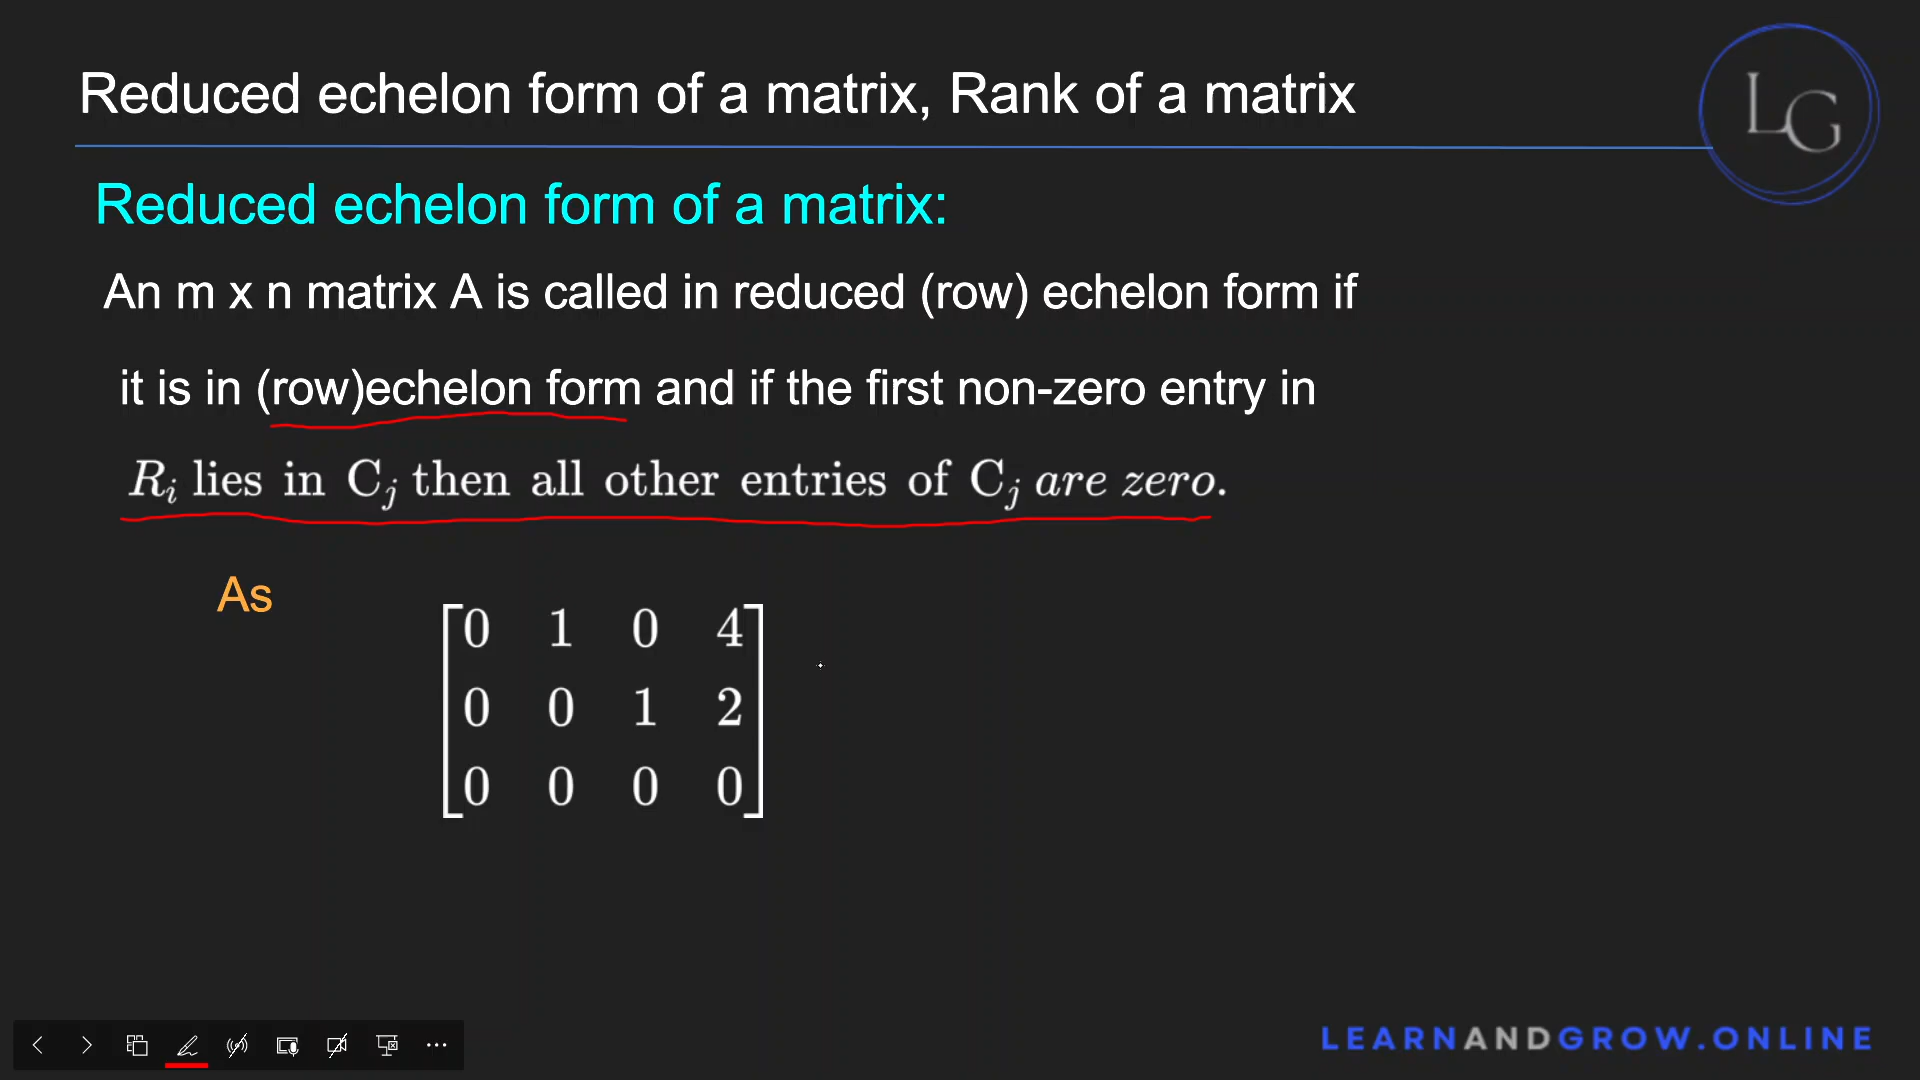 Reduced echelon form of a matrix, Rank of a matrix
LG
Reduced echelon form of a matrix:
An m x n matrix A is called in reduced (row) echelon form if
it is in (row)echelon form and if the first non-zero entry in
R_i lies in C_j then all other entries of C_j are zero.
As
0 1 0 4
0 0 1 2
0 0 0 0
LEARNANDGROW.ONLINE